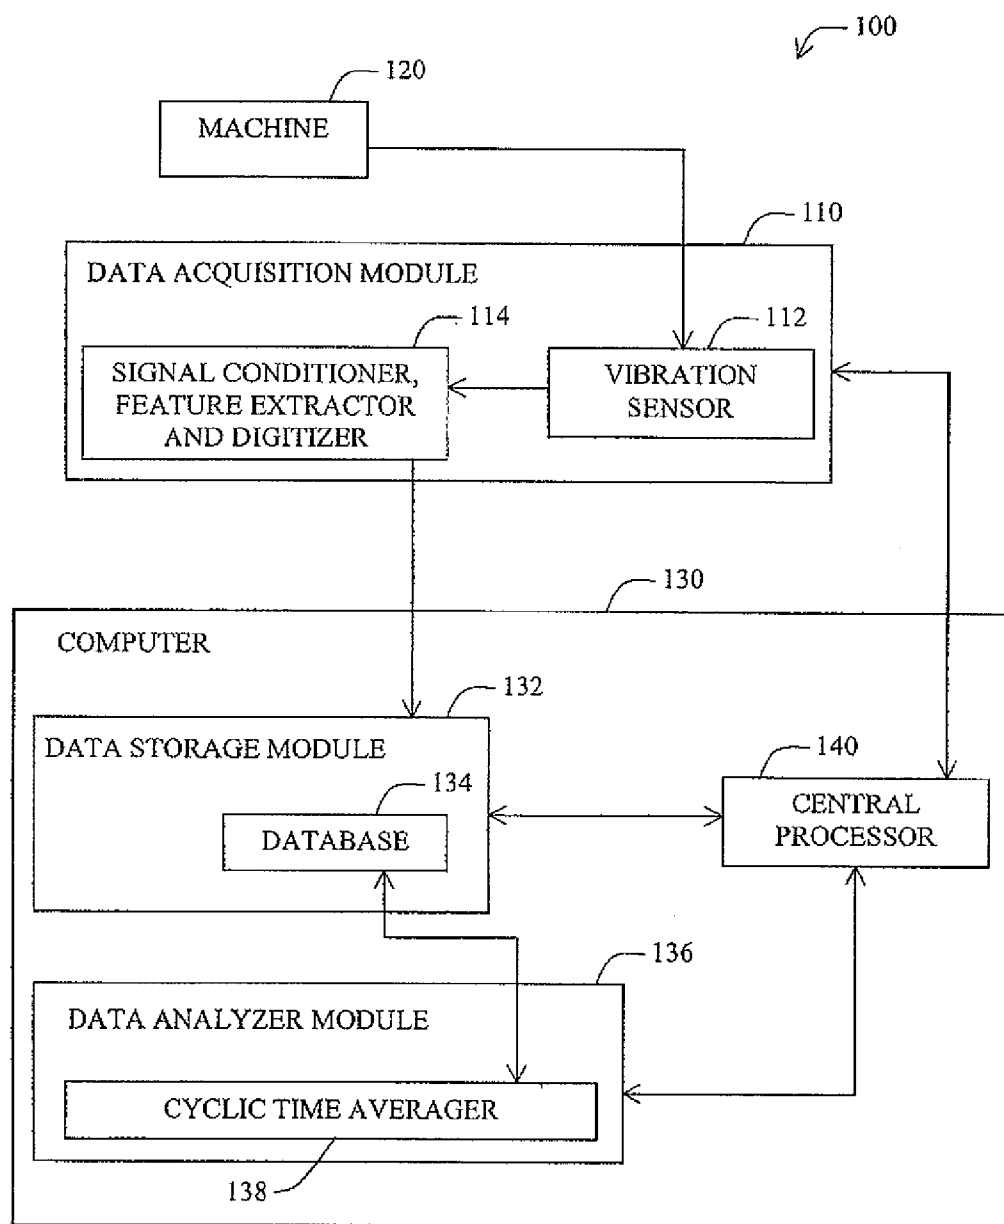 100
120
MACHINE
110
DATA ACQUISITION MODULE
114
112
SIGNAL CONDITIONER,
FEATURE EXTRACTOR
AND DIGITIZER
VIBRATION
SENSOR
130
COMPUTER
132
DATA STORAGE MODULE
134
DATABASE
140
CENTRAL
PROCESSOR
136
DATA ANALYZER MODULE
CYCLIC TIME AVERAGER
138